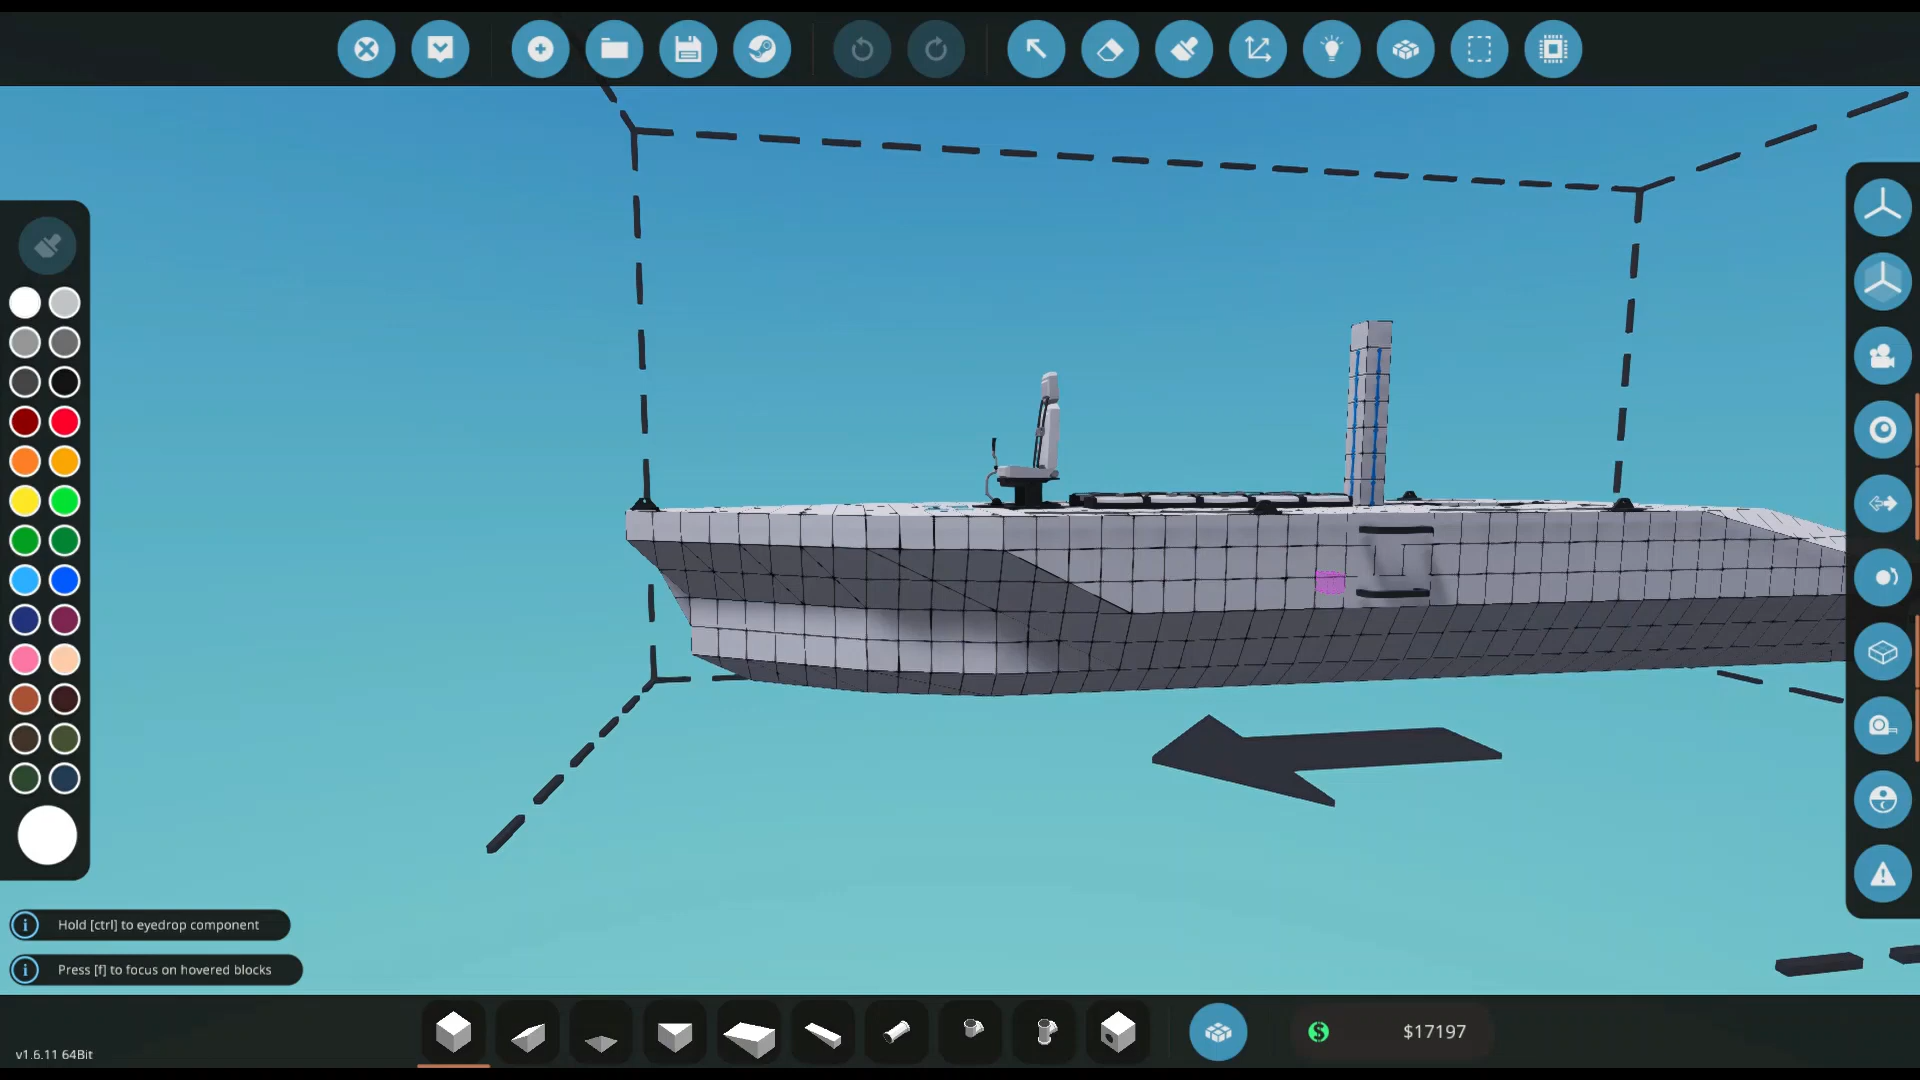 Hold [ctrl] to eyedrop component
Press [f] to focus on hovered blocks
$17197
v1.6.11 64Bit